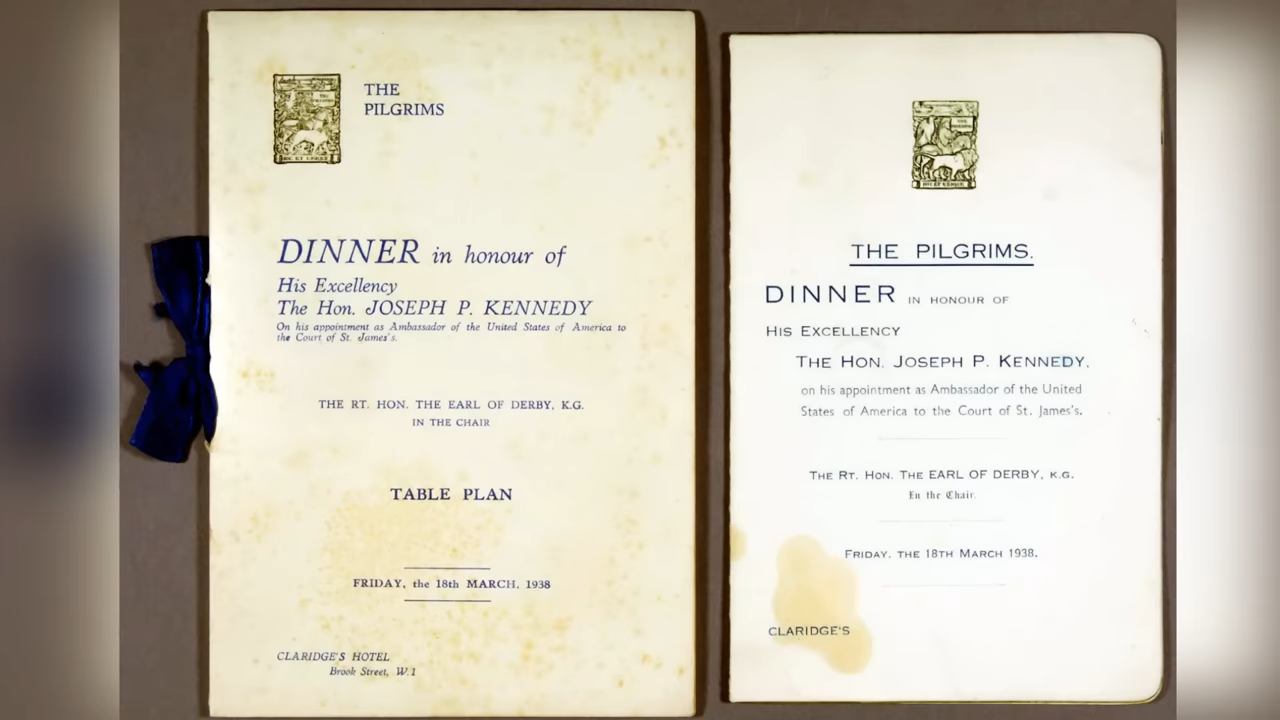 THE
PILGRIMS
DINNER in honour of
His Excellency
The Hon. JOSEPH P. KENNEDY
On his appointment as Ambassador of the United States of America to
the Court of St. James's.
THE RT. HON. THE EARL OF DERBY, K.G.
IN THE CHAIR
TABLE PLAN
FRIDAY, the 18th MARCH, 1938
CLARIDGE'S HOTEL
Brook Street, W.1
THE PILGRIMS.
DINNER IN HONOUR OF
HIS EXCELLENCY
THE HON. JOSEPH P. KENNEDY,
on his appointment as Ambassador of the United
States of America to the Court of St. James's.
THE RT. HON. THE EARL OF DERBY, K.G.
In the Chair.
FRIDAY, THE 18TH MARCH 1938.
CLARIDGE'S